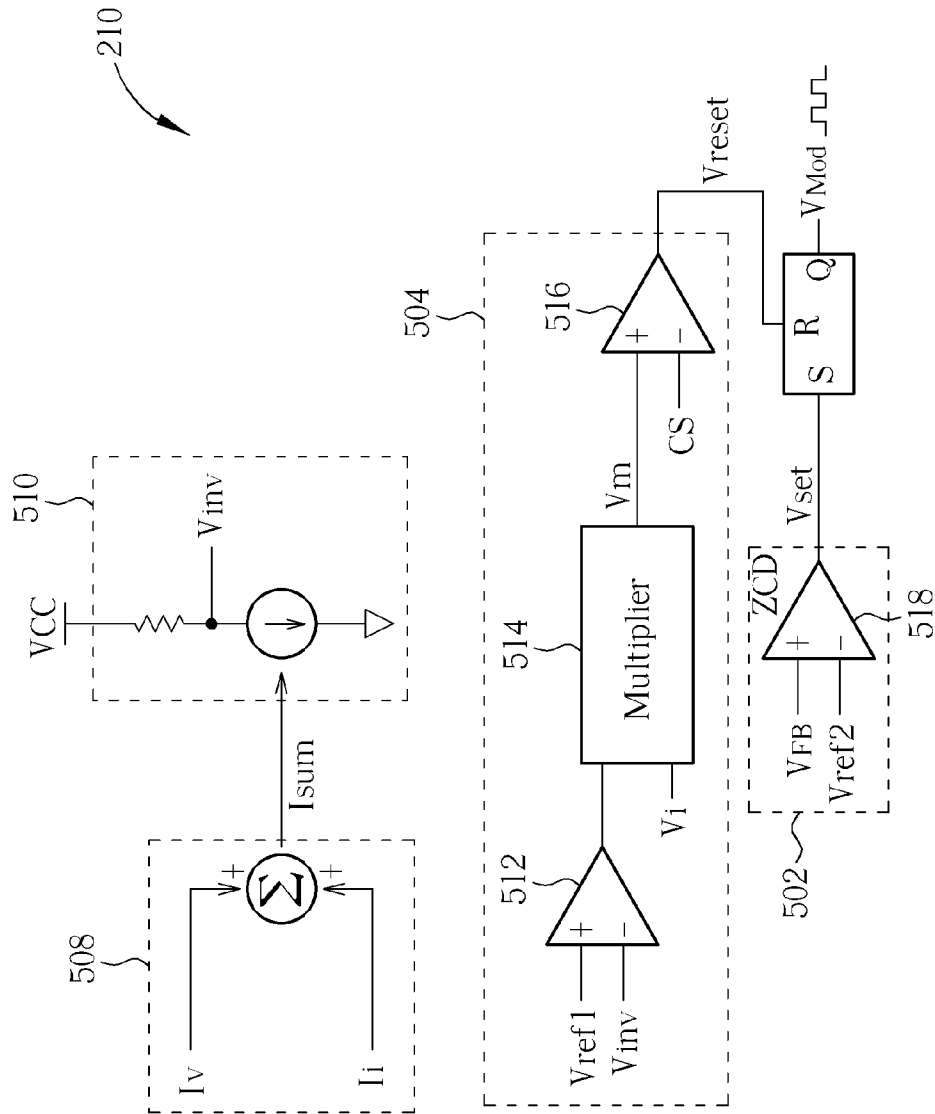 210
508
Iv
Ii
+
+
Σ
Isum
510
VCC
Vinv
504
512
Vref1
Vinv
+
−
Vi
514
Multiplier
Vm
516
+
−
CS
Vreset
502
VFB
Vref2
+
−
ZCD
518
Vset
S
R
Q
VMod